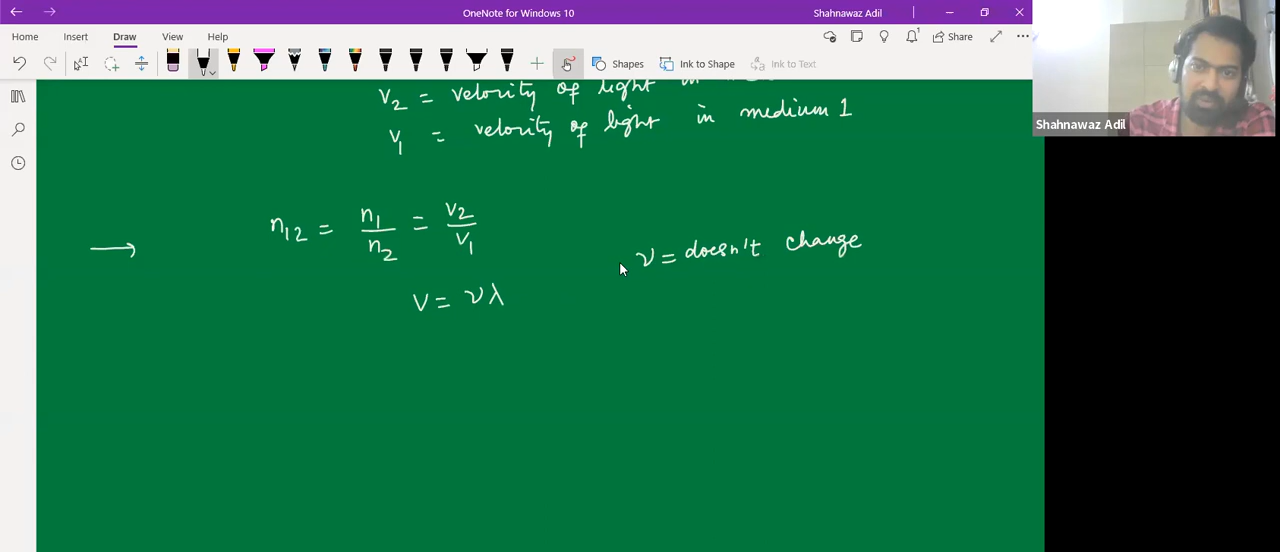 OneNote for Windows 10
Shahnawaz Adil
Home Insert Draw View Help
1
Share
Shapes Ink to Shape Ink to Text
Shahnawaz Adil
v₂ = velocity of light in
v₁ = velocity of light in medium 1
n₁₂ = n₁/n₂ = v₂/v₁
ν = doesn't change
v = νλ